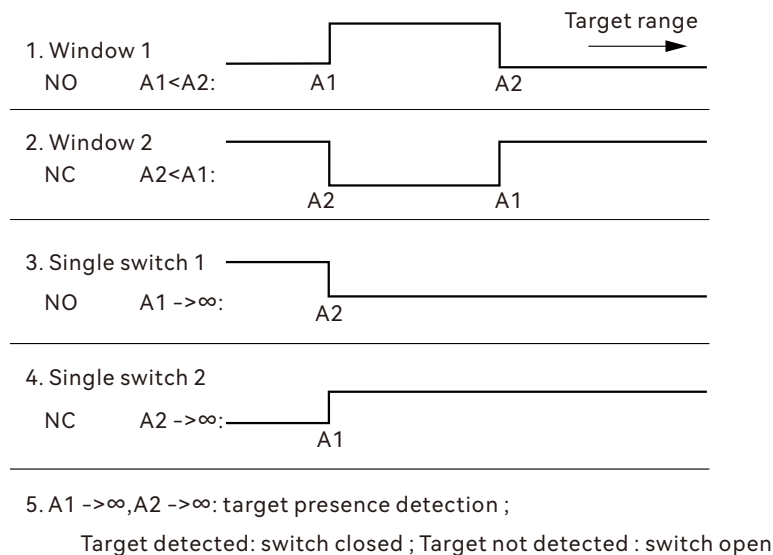 Target range
1. Window 1
NO A1<A2: A1 A2
2. Window 2
NC A2<A1: A2 A1
3. Single switch 1
NO A1 ->∞: A2
4. Single switch 2
NC A2 ->∞: A1
5. A1 ->∞,A2 ->∞: target presence detection ;
Target detected: switch closed ; Target not detected : switch open